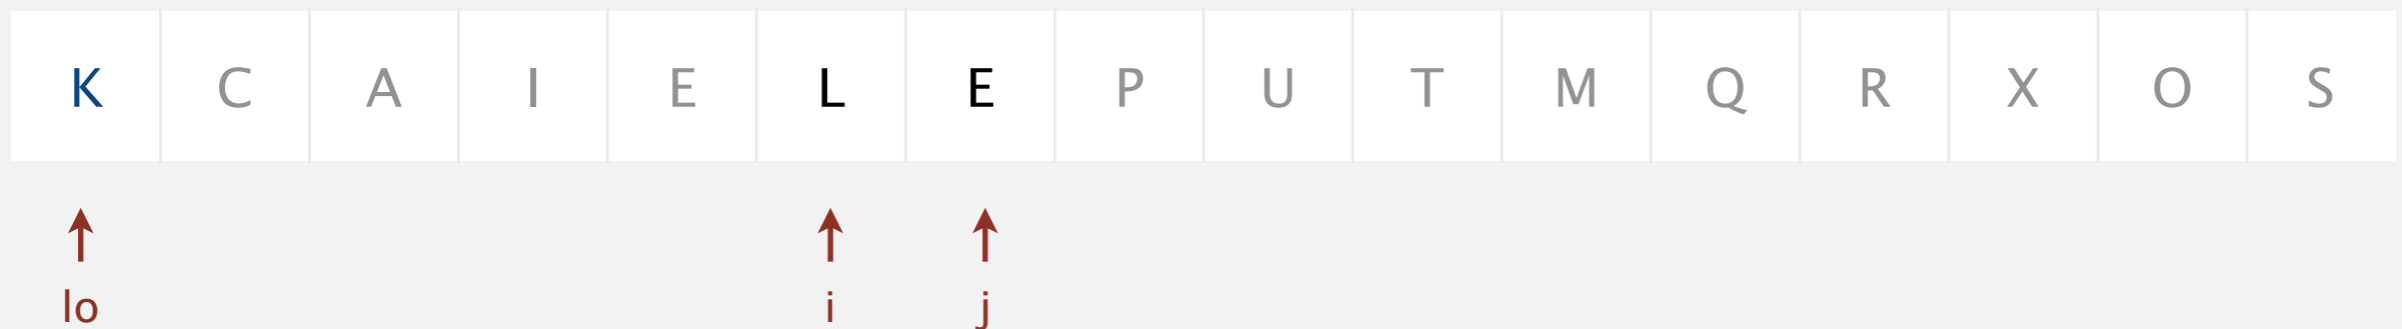 K C A I E L E P U T M Q R X O S
lo i j